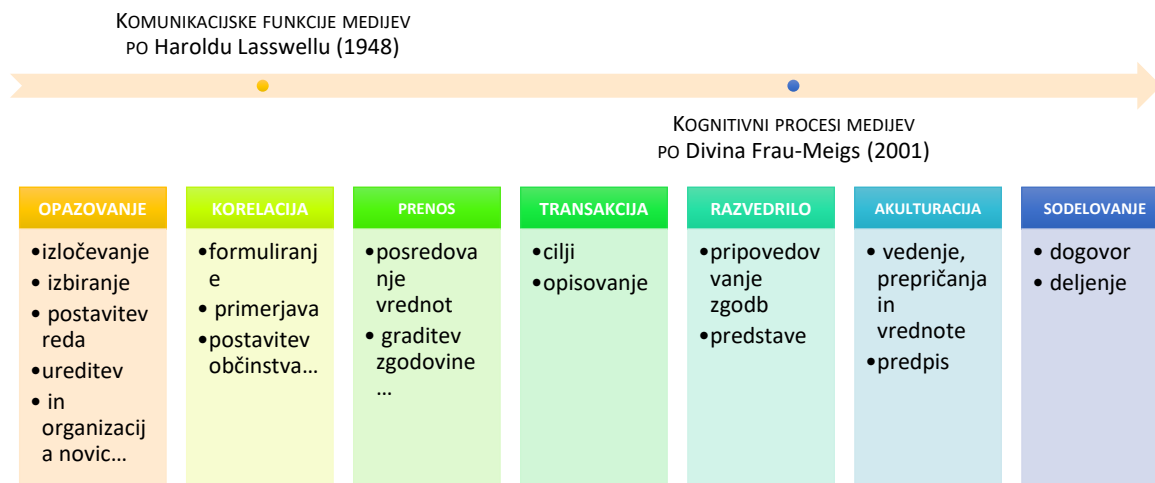 KOMUNIKACIJSKE FUNKCIJE MEDIJEV
PO Haroldu Lasswellu (1948)
KOGNITIVNI PROCESI MEDIJEV
PO Divina Frau-Meigs (2001)
OPAZOVANJE
•izločevanje
• izbiranje
• postavitev
reda
•ureditev
• in
organizacij
a novic...
KORELACIJA
•formuliranj
e
• primerjava
•postavitev
občinstva...
PRENOS
•posredova
nje
vrednot
• graditev
zgodovine
...
TRANSAKCIJA
•cilji
•opisovanje
RAZVEDRILO
•pripovedov
vanje
zgodb
•predstave
AKULTURACIJA
• vedenje,
prepričanja
in
vrednote
•predpis
SODELOVANJE
• dogovor
• deljenje